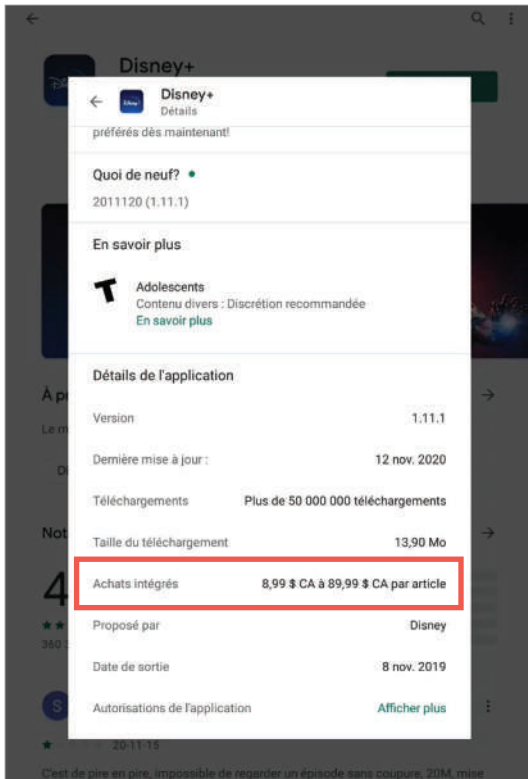 Disney+
Disney+
Détails
préférés dès maintenant!
Quoi de neuf?
2011120 (1.11.1)
En savoir plus
Adolescents
Contenu divers : Discrétion recommandée
En savoir plus
Détails de l'application
Version 1.11.1
Dernière mise à jour : 12 nov. 2020
Téléchargements Plus de 50 000 000 téléchargements
Taille du téléchargement 13,90 Mo
Achats intégrés 8,99 $ CA à 89,99 $ CA par article
Proposé par Disney
Date de sortie 8 nov. 2019
Autorisations de l'application Afficher plus
S
20-11-15
C'est de pire en pire, impossible de regarder un épisode sans coupure, 20M, mise